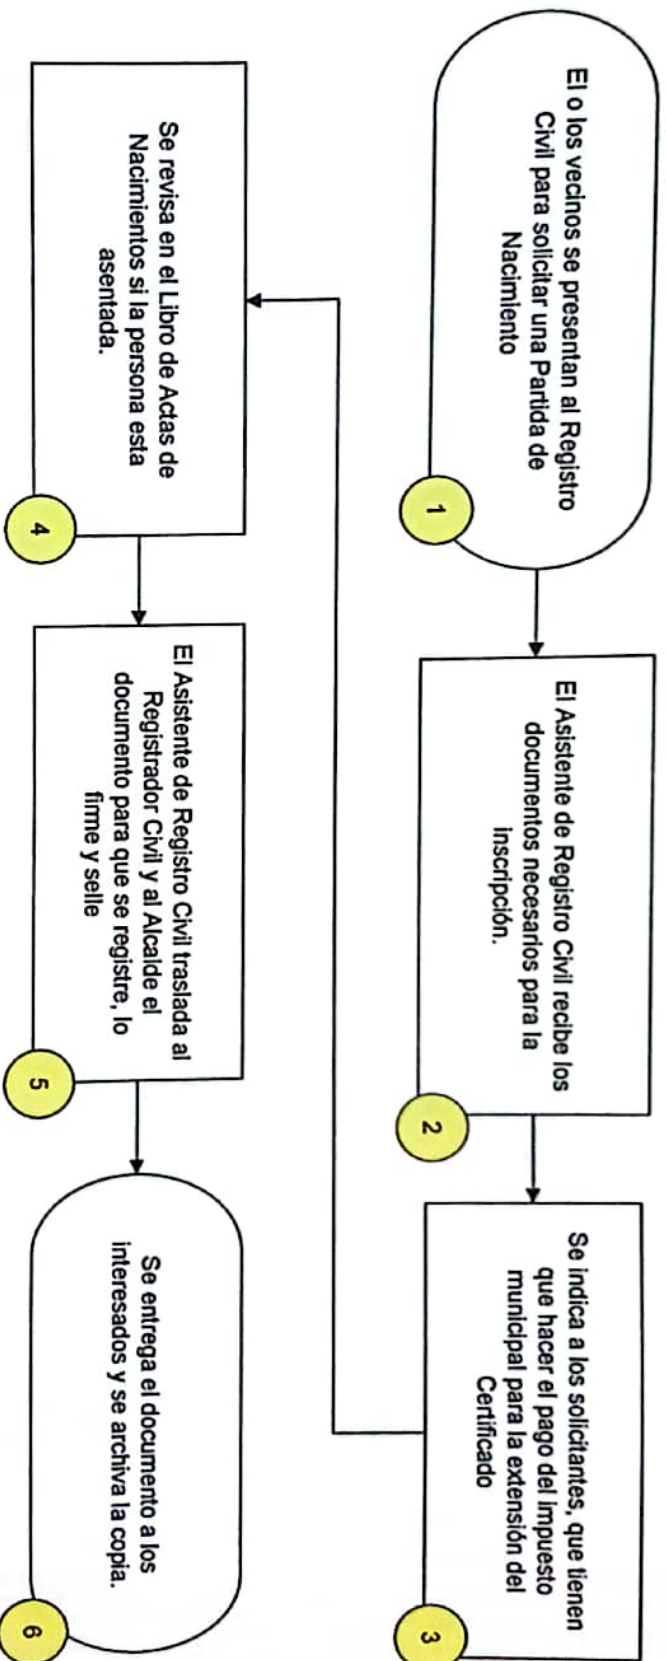 El o los vecinos se presentan al Registro
Civil para solicitar una Partida de
Nacimiento
1
El Asistente de Registro Civil recibe los
documentos necesarios para la
inscripción.
2
Se indica a los solicitantes, que tienen
que hacer el pago del impuesto
municipal para la extensión del
Certificado
3
Se revisa en el Libro de Actas de
Nacimientos si la persona esta
asentada.
4
El Asistente de Registro Civil traslada al
Registrador Civil y al Alcalde el
documento para que se registre, lo
firme y selle
5
Se entrega el documento a los
interesados y se archiva la copia.
6